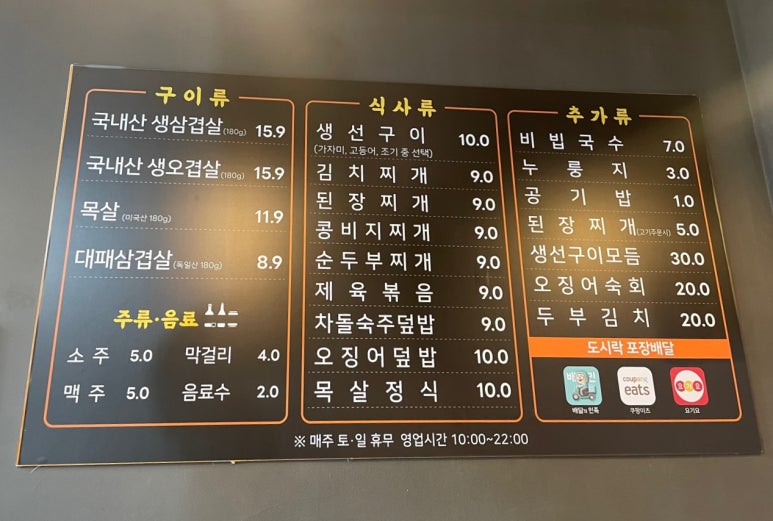 구이류
국내산 생삼겹살 (180g) 15.9
국내산 생오겹살 (180g) 15.9
목살 (미국산 180g) 11.9
대패삼겹살 (독일산 180g) 8.9
주류·음료
소주 5.0 막걸리 4.0
맥주 5.0 음료수 2.0
식사류
생선구이 10.0
(가자미, 고등어, 조기 중 선택)
김치찌개 9.0
된장찌개 9.0
콩비지찌개 9.0
순두부찌개 9.0
제육볶음 9.0
차돌숙주덮밥 9.0
오징어덮밥 10.0
목살정식 10.0
추가류
비빔국수 7.0
누룽지 3.0
공기밥 1.0
된장찌개 (고기주문시) 5.0
생선구이모듬 30.0
오징어숙회 20.0
두부김치 20.0
도시락 포장배달
배민
coupang eats
요기요
배달의민족 쿠팡이츠 요기요
※ 매주 토·일 휴무 영업시간 10:00~22:00